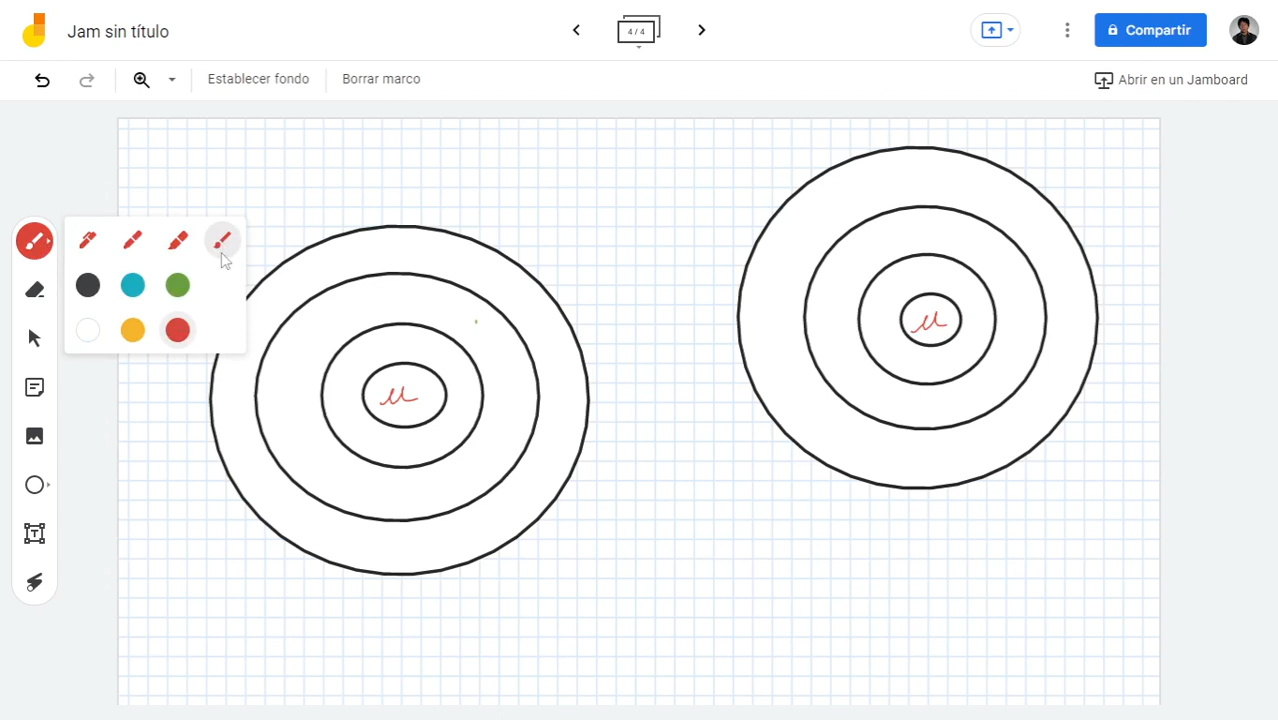 Jam sin título
4 / 4
Compartir
Establecer fondo
Borrar marco
Abrir en un Jamboard
T
μ
μ